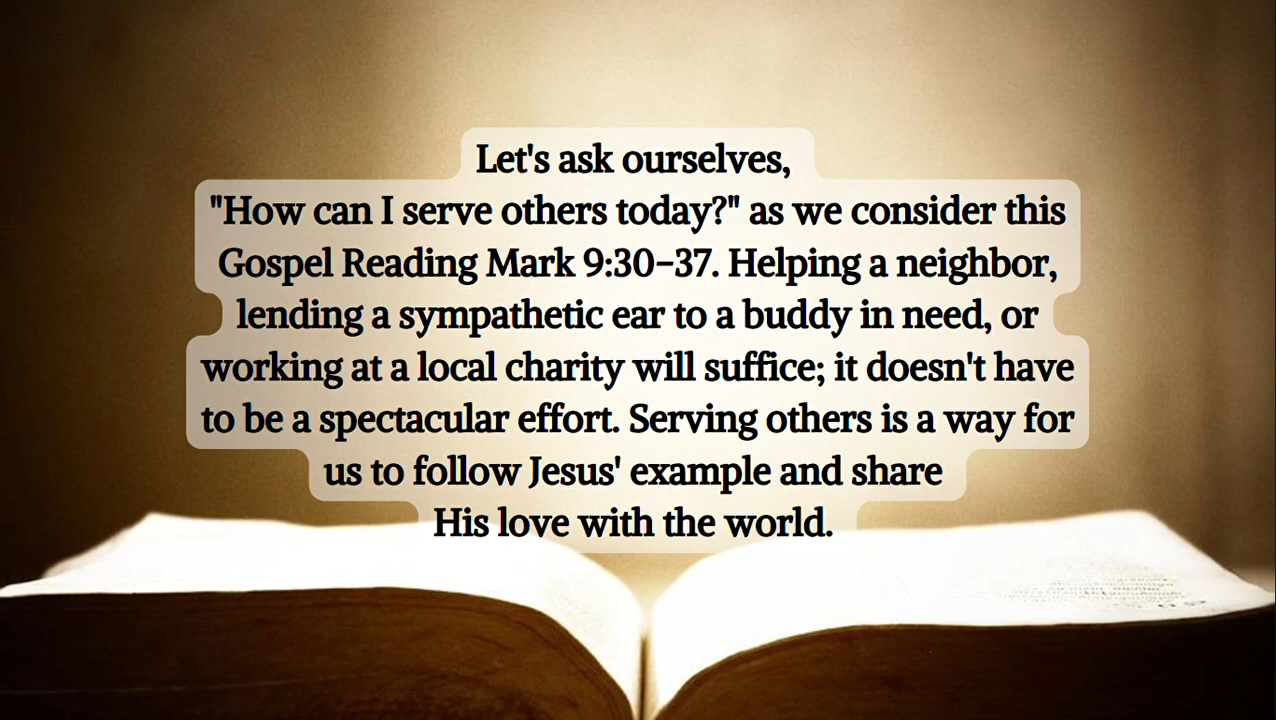 Let's ask ourselves,
"How can I serve others today?" as we consider this
Gospel Reading Mark 9:30-37. Helping a neighbor,
lending a sympathetic ear to a buddy in need, or
working at a local charity will suffice; it doesn't have
to be a spectacular effort. Serving others is a way for
us to follow Jesus' example and share
His love with the world.